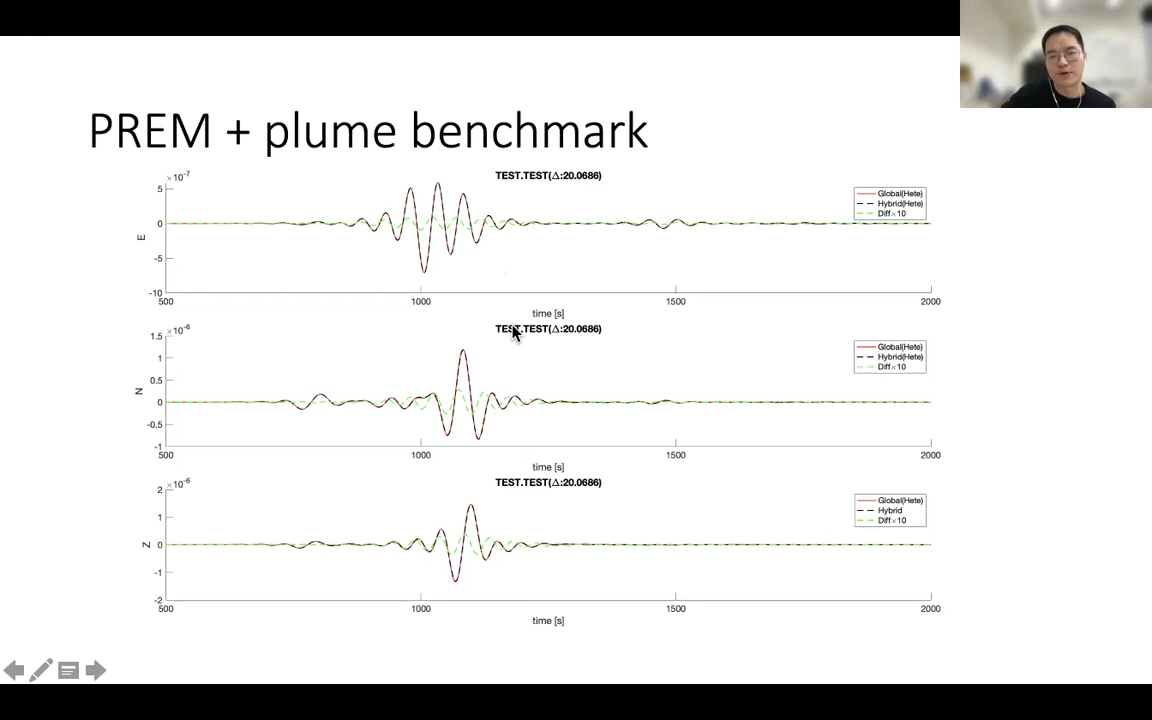 PREM + plume benchmark
×10⁻⁷
TEST.TEST(Δ:20.0686)
Global(Hete)
Hybrid(Hete)
Diff×10
5
0
-5
-10
E
500
1000
1500
2000
time [s]
×10⁻⁶
TEST.TEST(Δ:20.0686)
Global(Hete)
Hybrid(Hete)
Diff×10
1.5
1
0.5
0
-0.5
-1
N
500
1000
1500
2000
time [s]
×10⁻⁶
TEST.TEST(Δ:20.0686)
Global(Hete)
Hybrid
Diff×10
2
1
0
-1
-2
Z
500
1000
1500
2000
time [s]